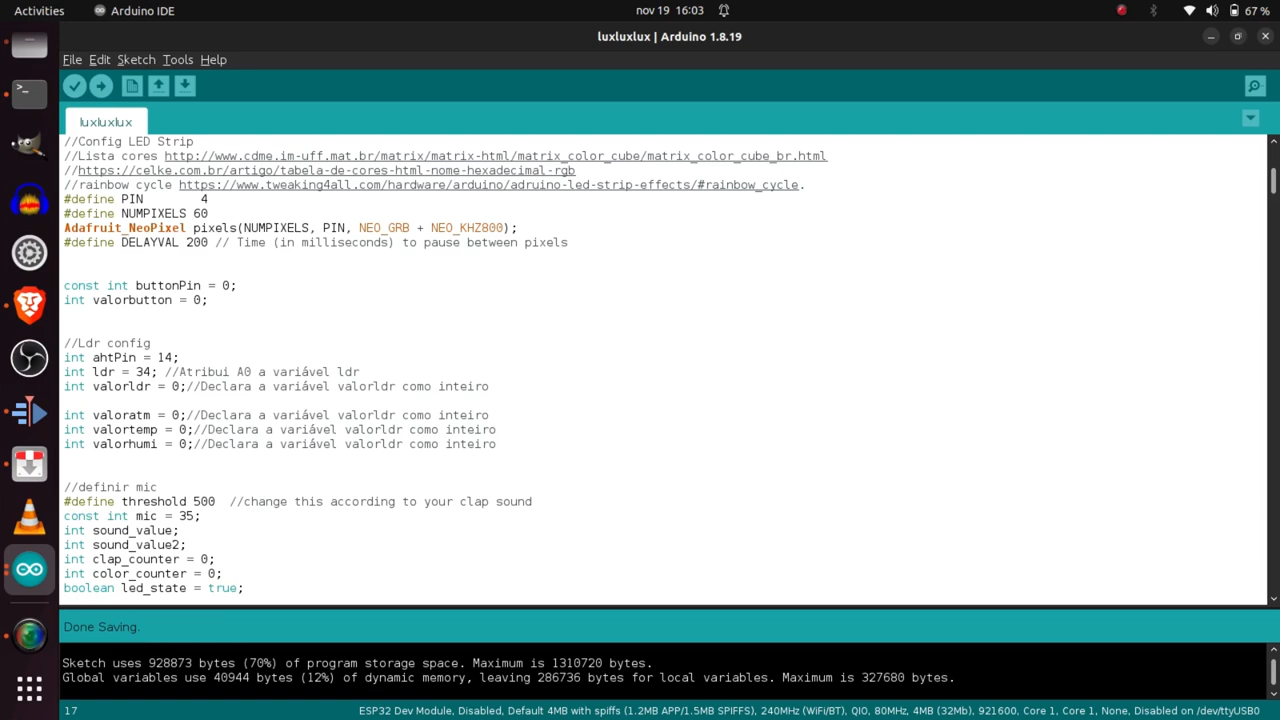 Activities
Arduino IDE
nov 19 16:03
67 %
luxluxlux | Arduino 1.8.19
File Edit Sketch Tools Help
luxluxlux
//Config LED Strip
//Lista cores http://www.cdme.im-uff.mat.br/matrix/matrix-html/matrix_color_cube/matrix_color_cube_br.html
//https://celke.com.br/artigo/tabela-de-cores-html-nome-hexadecimal-rgb
//rainbow cycle https://www.tweaking4all.com/hardware/arduino/adruino-led-strip-effects/#rainbow_cycle.
#define PIN        4
#define NUMPIXELS 60
Adafruit_NeoPixel pixels(NUMPIXELS, PIN, NEO_GRB + NEO_KHZ800);
#define DELAYVAL 200 // Time (in milliseconds) to pause between pixels
const int buttonPin = 0;
int valorbutton = 0;
//Ldr config
int ahtPin = 14;
int ldr = 34; //Atribui A0 a variável ldr
int valorldr = 0;//Declara a variável valorldr como inteiro
int valoratm = 0;//Declara a variável valorldr como inteiro
int valortemp = 0;//Declara a variável valorldr como inteiro
int valorhumi = 0;//Declara a variável valorldr como inteiro
//definir mic
#define threshold 500  //change this according to your clap sound
const int mic = 35;
int sound_value;
int sound_value2;
int clap_counter = 0;
int color_counter = 0;
boolean led_state = true;
Done Saving.
Sketch uses 928873 bytes (70%) of program storage space. Maximum is 1310720 bytes.
Global variables use 40944 bytes (12%) of dynamic memory, leaving 286736 bytes for local variables. Maximum is 327680 bytes.
17
ESP32 Dev Module, Disabled, Default 4MB with spiffs (1.2MB APP/1.5MB SPIFFS), 240MHz (WiFi/BT), QIO, 80MHz, 4MB (32Mb), 921600, Core 1, Core 1, None, Disabled on /dev/ttyUSB0